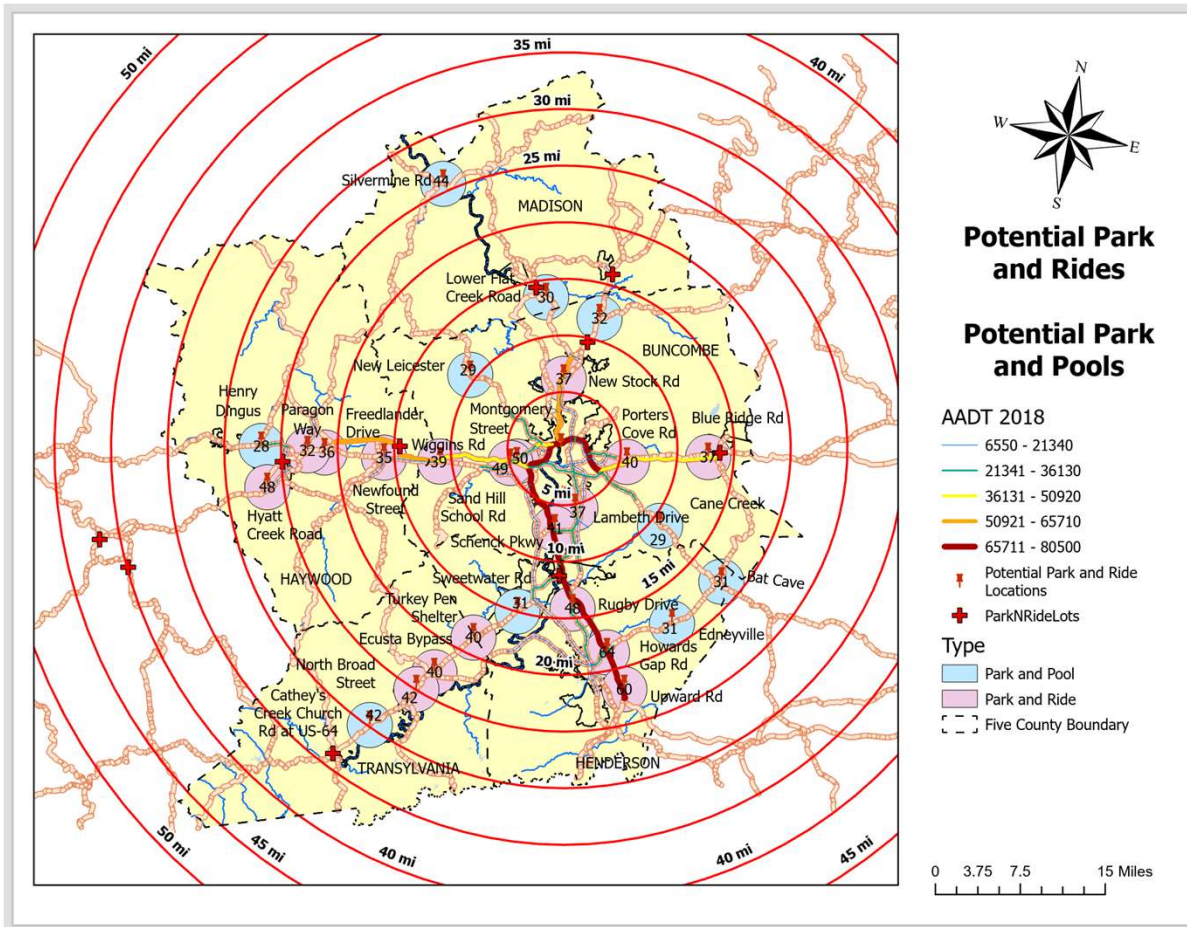 50 mi
35 mi
40 mi
30 mi
25 mi
Silvermine Rd
44
MADISON
Lower Flat
Creek Road
30
32
BUNCOMBE
New Leicester
29
37
New Stock Rd
Henry
Dingus
Paragon
Way
Freedlander
Drive
Montgomery
Street
Porters
Cove Rd
Blue Ridge Rd
28
32
36
35
Wiggins Rd
39
49
50
40
37
48
Newfound
Street
Sand Hill
School Rd
5 mi
Cane Creek
Hyatt
Creek Road
37
Lambeth Drive
41
29
Schenck Pkwy
10 mi
HAYWOOD
Sweetwater Rd
15 mi
31
Bat Cave
Turkey Pen
Shelter
31
48
Rugby Drive
31
Edneyville
Ecusta Bypass
40
64
Howards
Gap Rd
North Broad
Street
40
20 mi
42
60
Upward Rd
Cathey's
Creek Church
Rd at US-64
42
TRANSYLVANIA
HENDERSON
50 mi
45 mi
40 mi
40 mi
45 mi
N
W
E
S
Potential Park
and Rides
Potential Park
and Pools
AADT 2018
6550 - 21340
21341 - 36130
36131 - 50920
50921 - 65710
65711 - 80500
Potential Park and Ride
Locations
ParkNRideLots
Type
Park and Pool
Park and Ride
Five County Boundary
0 3.75 7.5 15 Miles